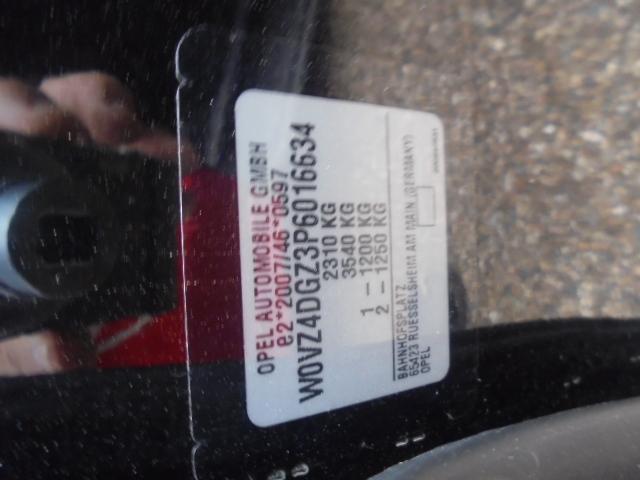 OPEL AUTOMOBILE GMBH
e2*2007/46*0597
W0VZ4DGZ3P6016634
2310 KG
3540 KG
1 – 1200 KG
2 – 1250 KG
BAHNHOFSPLATZ
65423 RUESSELSHEIM AM MAIN (GERMANY)
OPEL